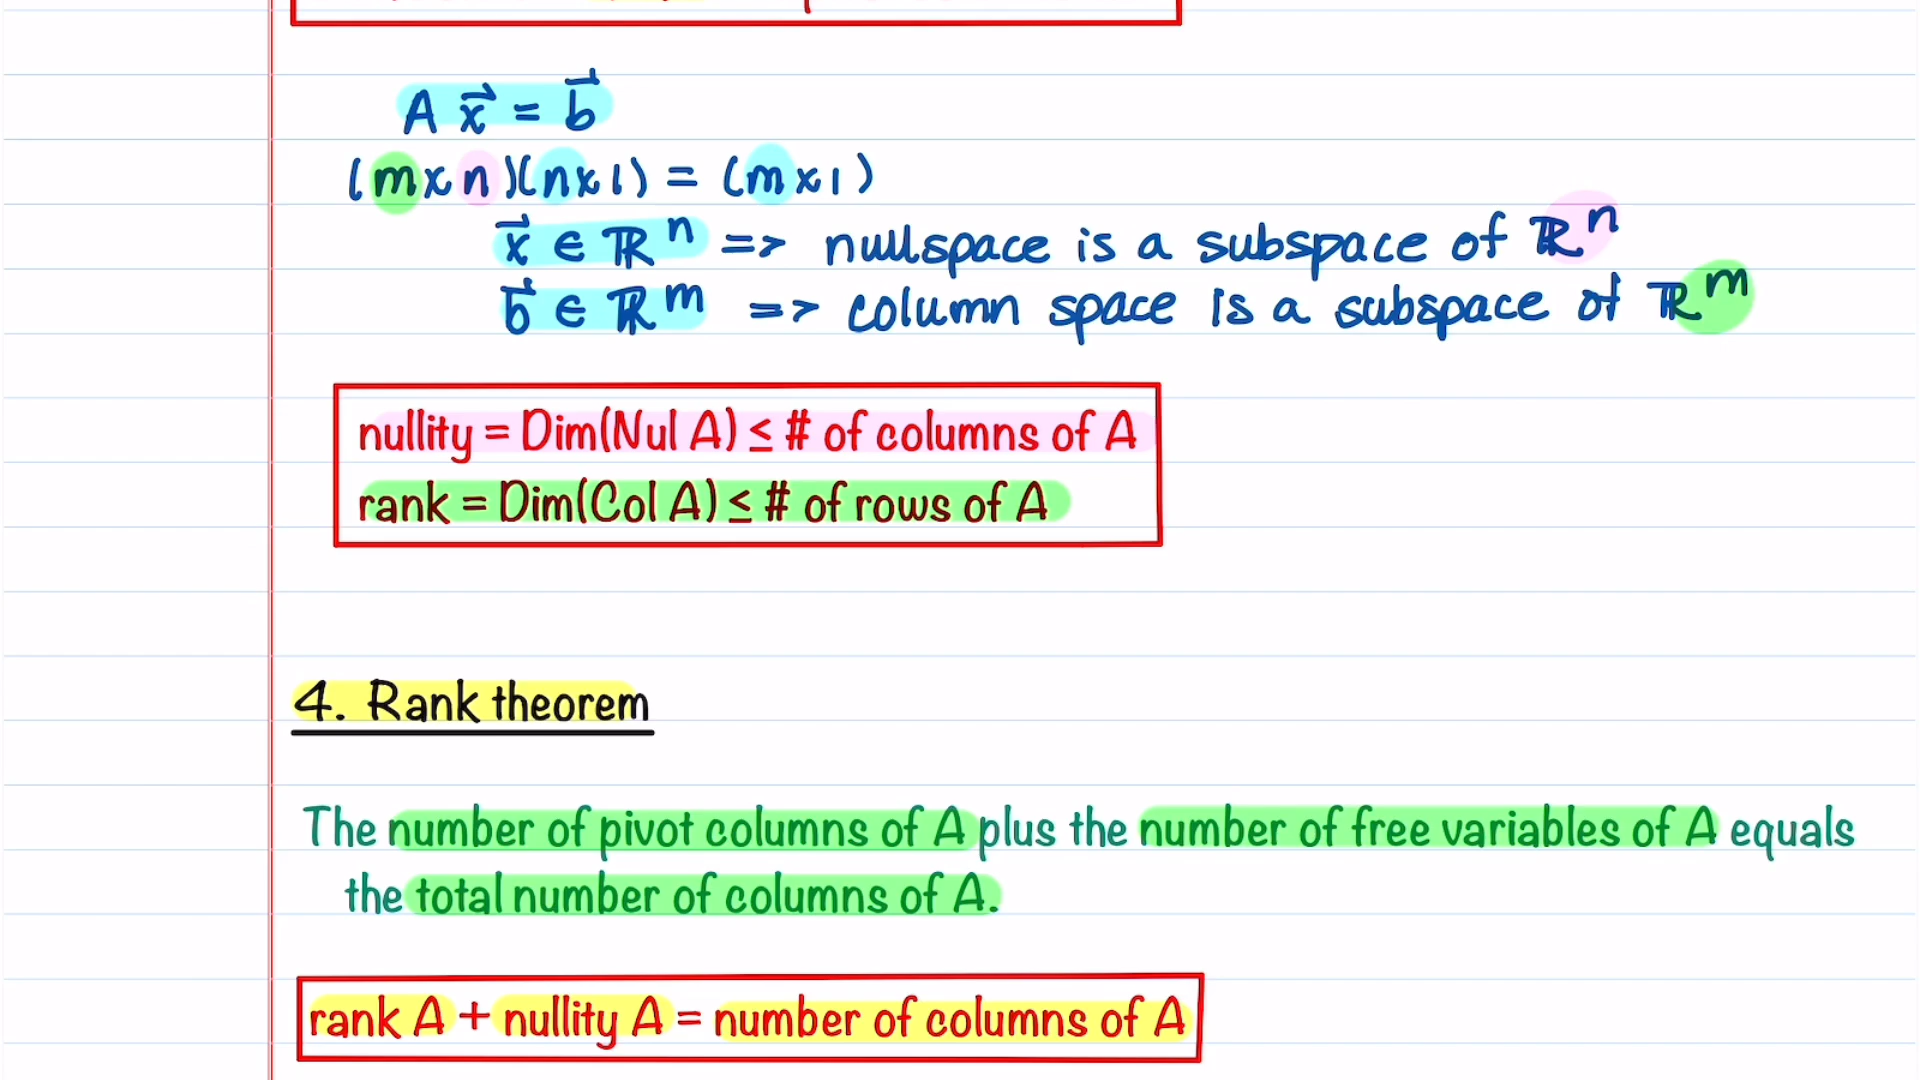 A x⃗ = b⃗
(m x n)(n x 1) = (m x 1)
x⃗ ∈ ℝⁿ => nullspace is a subspace of ℝⁿ
b⃗ ∈ ℝᵐ => column space is a subspace of ℝᵐ
nullity = Dim(Nul A) ≤ # of columns of A
rank = Dim(Col A) ≤ # of rows of A
4. Rank theorem
The number of pivot columns of A plus the number of free variables of A equals
the total number of columns of A.
rank A + nullity A = number of columns of A